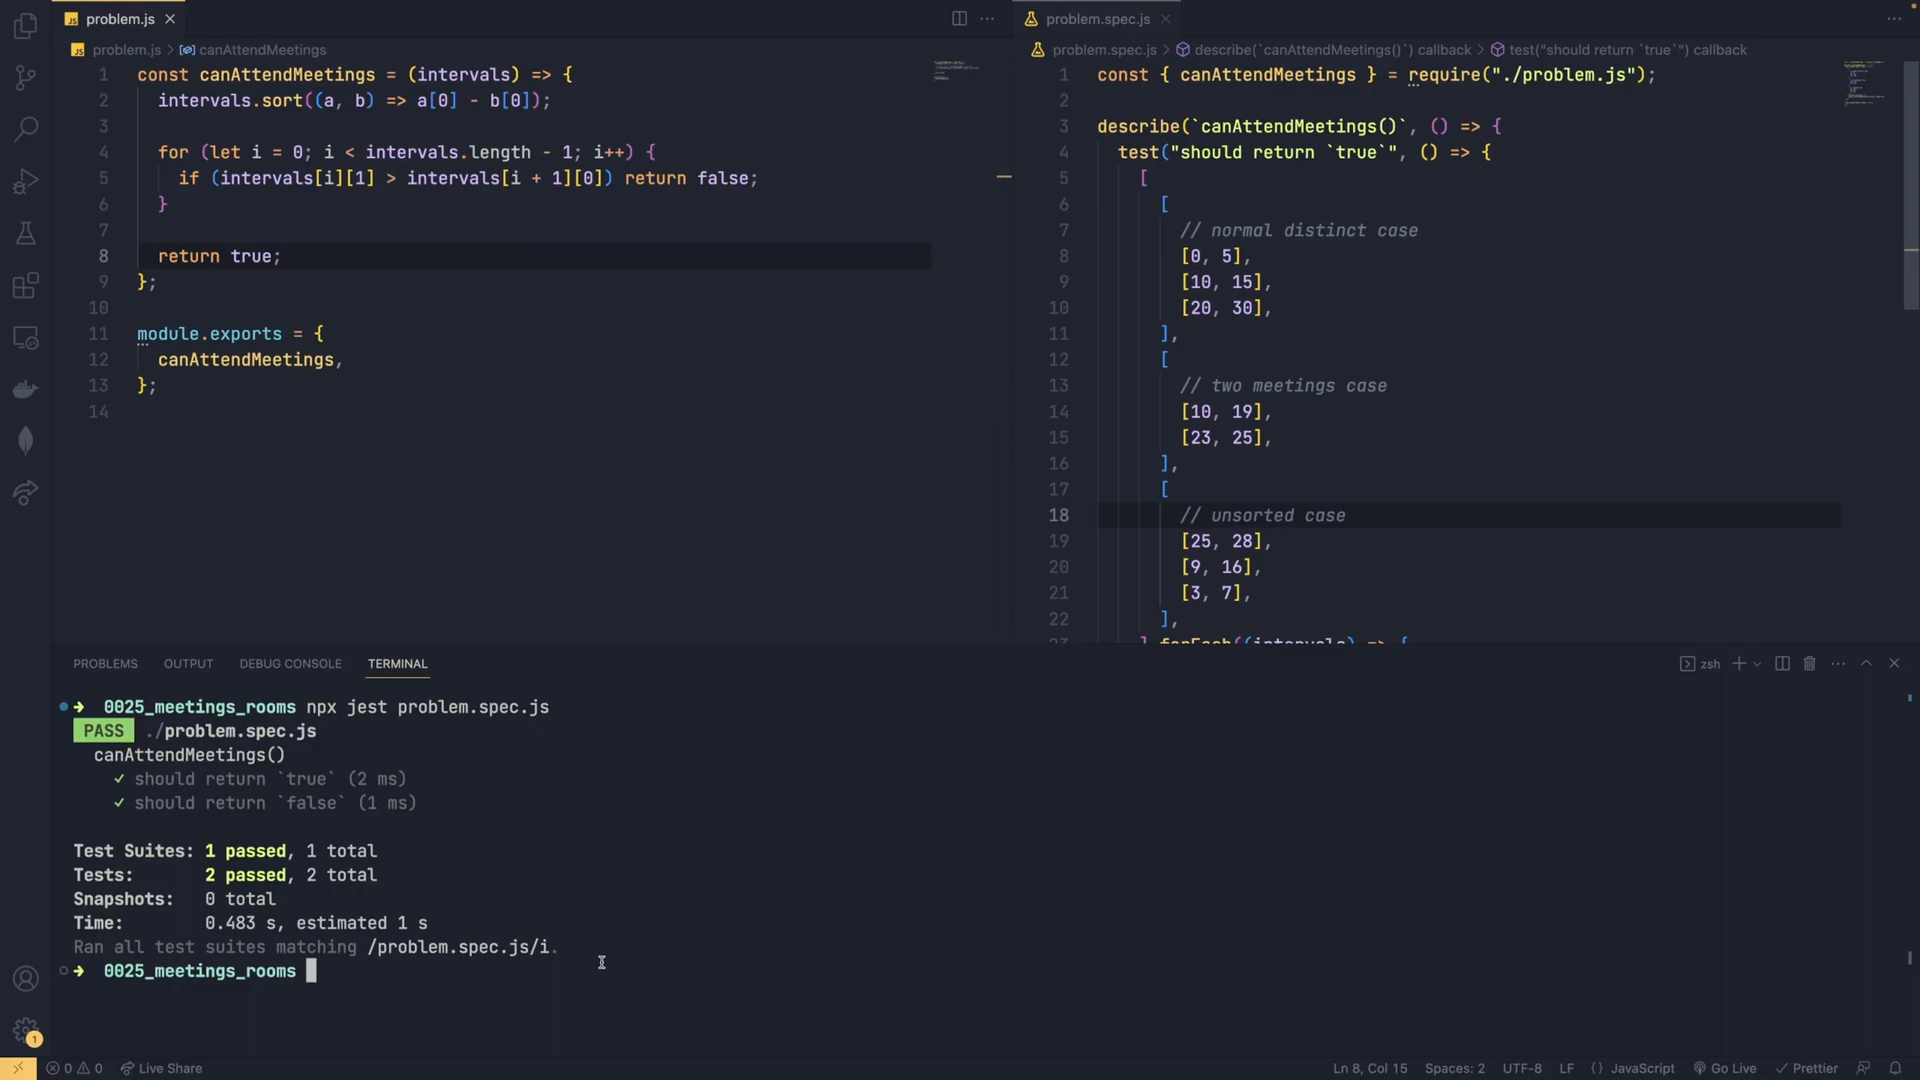 JS problem.js
problem.spec.js
JS problem.js > canAttendMeetings
problem.spec.js > describe(`canAttendMeetings()`) callback > test("should return `true`") callback
1 const canAttendMeetings = (intervals) => {
2 intervals.sort((a, b) => a[0] - b[0]);
3
4 for (let i = 0; i < intervals.length - 1; i++) {
5 if (intervals[i][1] > intervals[i + 1][0]) return false;
6 }
7
8 return true;
9 };
10
11 module.exports = {
12 canAttendMeetings,
13 };
14
1 const { canAttendMeetings } = require("./problem.js");
2
3 describe(`canAttendMeetings()`, () => {
4 test("should return `true`", () => {
5 [
6 [
7 // normal distinct case
8 [0, 5],
9 [10, 15],
10 [20, 30],
11 ],
12 [
13 // two meetings case
14 [10, 19],
15 [23, 25],
16 ],
17 [
18 // unsorted case
19 [25, 28],
20 [9, 16],
21 [3, 7],
22 ],
23 ].forEach((intervals) => {
PROBLEMS OUTPUT DEBUG CONSOLE TERMINAL
zsh
0025_meetings_rooms npx jest problem.spec.js
PASS ./problem.spec.js
canAttendMeetings()
✓ should return `true` (2 ms)
✓ should return `false` (1 ms)
Test Suites: 1 passed, 1 total
Tests: 2 passed, 2 total
Snapshots: 0 total
Time: 0.483 s, estimated 1 s
Ran all test suites matching /problem.spec.js/i.
0025_meetings_rooms
1
0 0 Live Share
Ln 8, Col 15 Spaces: 2 UTF-8 LF {} JavaScript Go Live Prettier